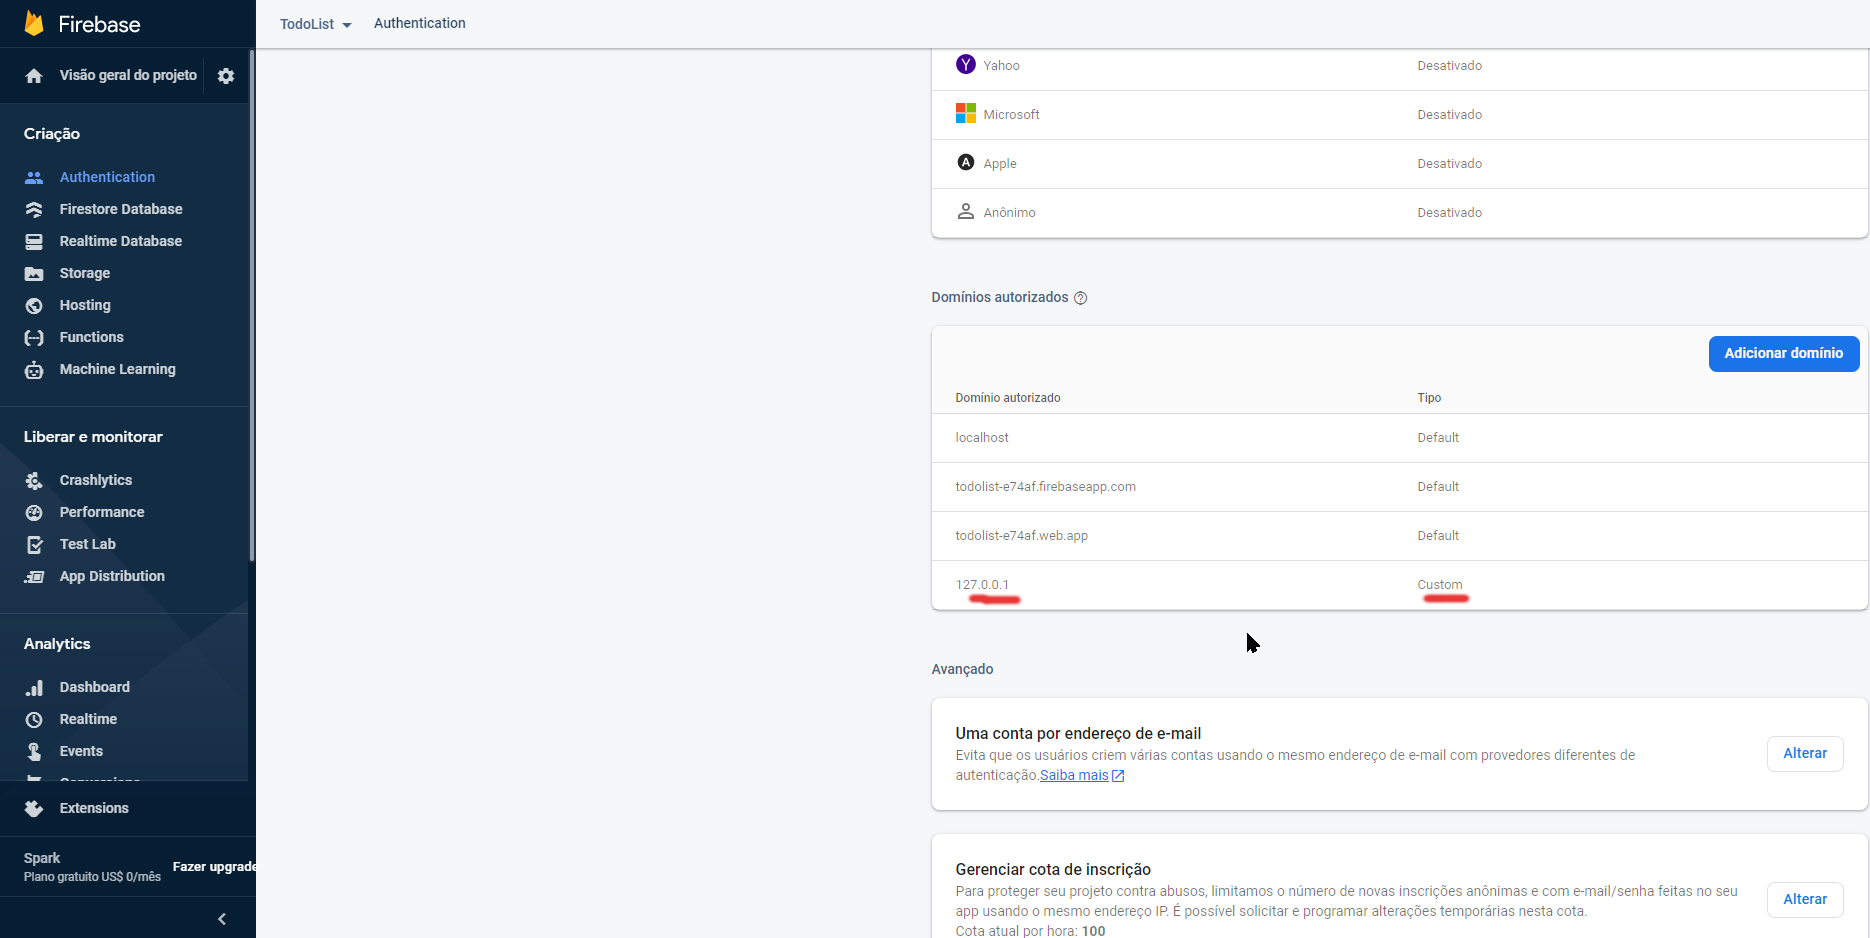 Firebase
TodoList
Authentication
Visão geral do projeto
Criação
Authentication
Firestore Database
Realtime Database
Storage
Hosting
Functions
Machine Learning
Liberar e monitorar
Crashlytics
Performance
Test Lab
App Distribution
Analytics
Dashboard
Realtime
Events
Conversions
Extensions
Spark
Plano gratuito US$ 0/mês
Fazer upgrade
Yahoo Desativado
Microsoft Desativado
Apple Desativado
Anônimo Desativado
Domínios autorizados
Adicionar domínio
Domínio autorizado Tipo
localhost Default
todolist-e74af.firebaseapp.com Default
todolist-e74af.web.app Default
127.0.0.1 Custom
Avançado
Uma conta por endereço de e-mail
Evita que os usuários criem várias contas usando o mesmo endereço de e-mail com provedores diferentes de
autenticação.Saiba mais
Alterar
Gerenciar cota de inscrição
Para proteger seu projeto contra abusos, limitamos o número de novas inscrições anônimas e com e-mail/senha feitas no seu
app usando o mesmo endereço IP. É possível solicitar e programar alterações temporárias nesta cota.
Cota atual por hora: 100
Alterar